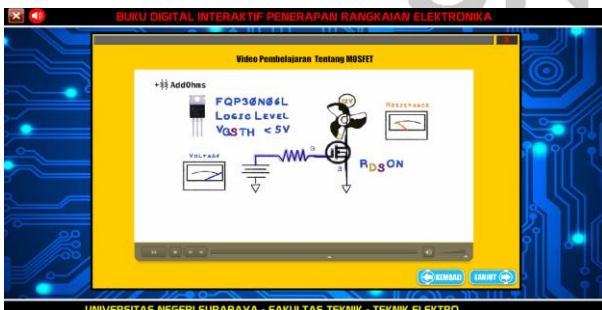 BUKU DIGITAL INTERAKTIF PENERAPAN RANGKAIAN ELEKTRONIKA
Video Pembelajaran Tentang MOSFET
AddOhms
FQP30N06L
LOGIC LEVEL
VGSTH < 5V
12V
RESISTANCE
VOLTAGE
G
S
RDSON
KEMBALI
LANJUT
UNIVERSITAS NEGERI SURABAYA - FAKULTAS TEKNIK - TEKNIK ELEKTRO